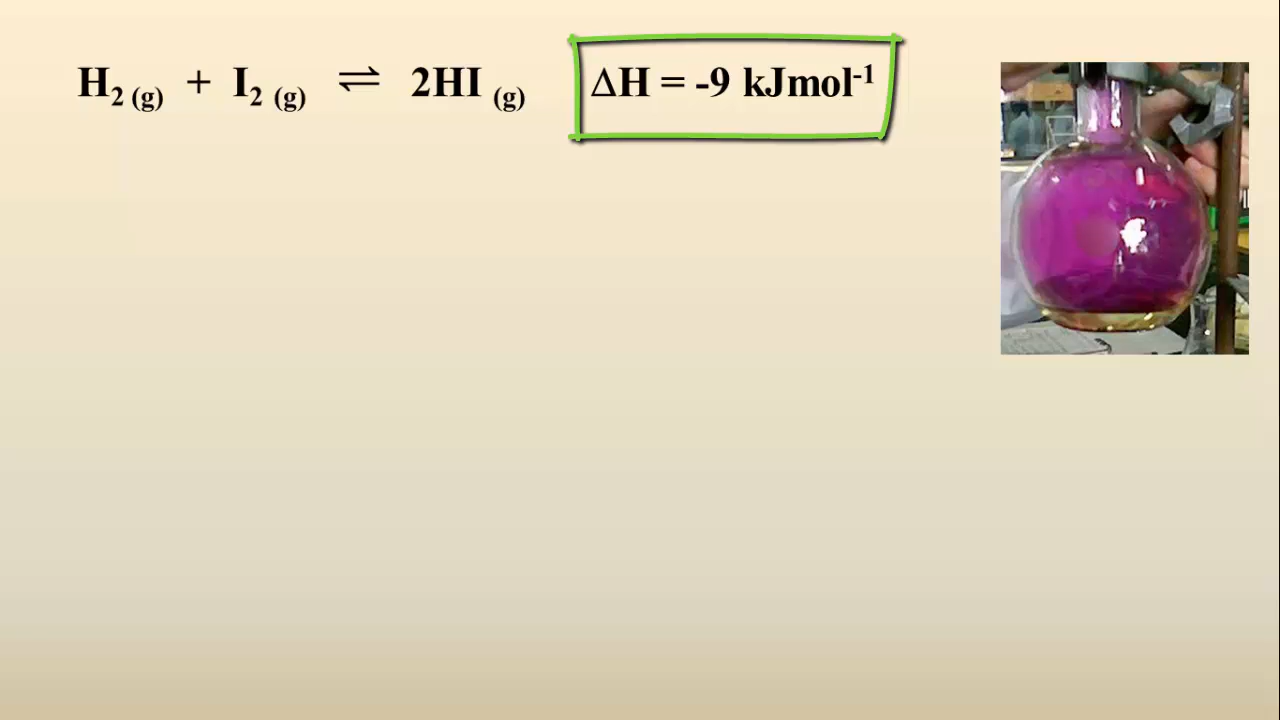 H₂ (g) + I₂ (g) ⇌ 2HI (g) ΔH = -9 kJmol⁻¹